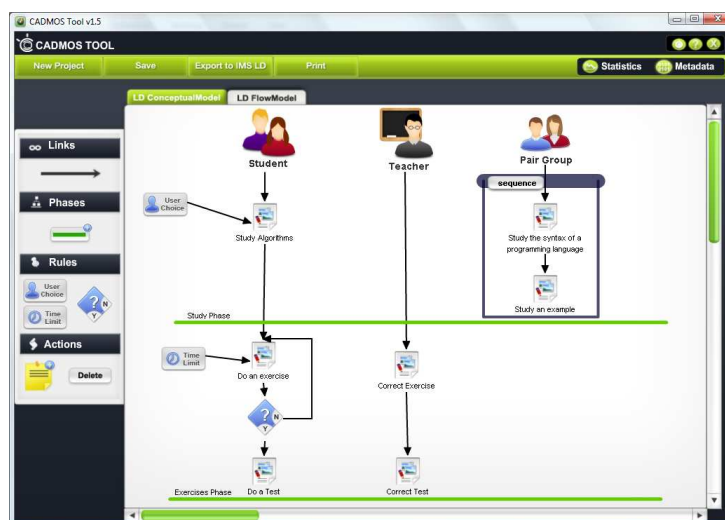 CADMOS Tool v1.5
CADMOS TOOL
New Project
Save
Export to IMS LD
Print
Statistics
Metadata
LD ConceptualModel
LD FlowModel
Links
Phases
Rules
User
Choice
? N
Y
Time
Limit
Actions
Delete
Student
Teacher
Pair Group
sequence
User
Choice
Study Algorithms
Study the syntax of a
programming language
Study an example
Study Phase
Time
Limit
Do an exercise
Correct Exercise
? N
Y
Exercises Phase
Do a Test
Correct Test